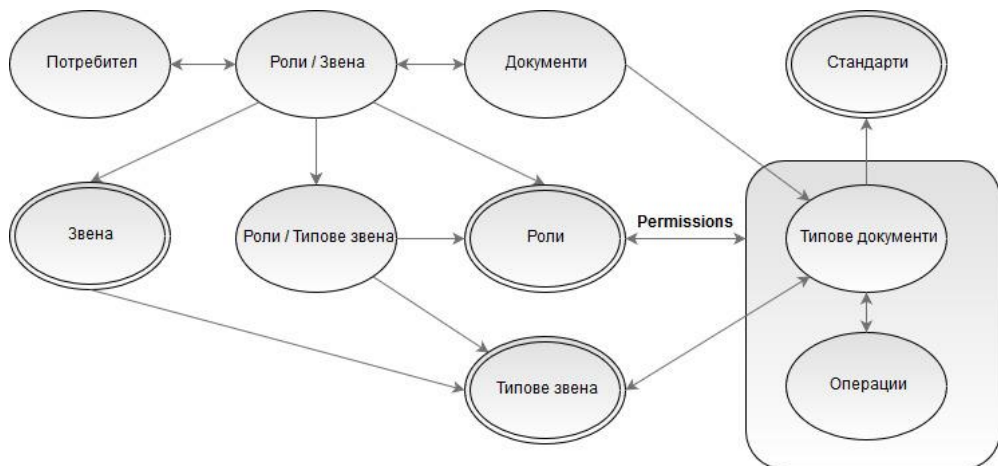 Потребител
Роли / Звена
Документи
Стандарти
Звена
Роли / Типове звена
Роли
Permissions
Типове документи
Типове звена
Операции